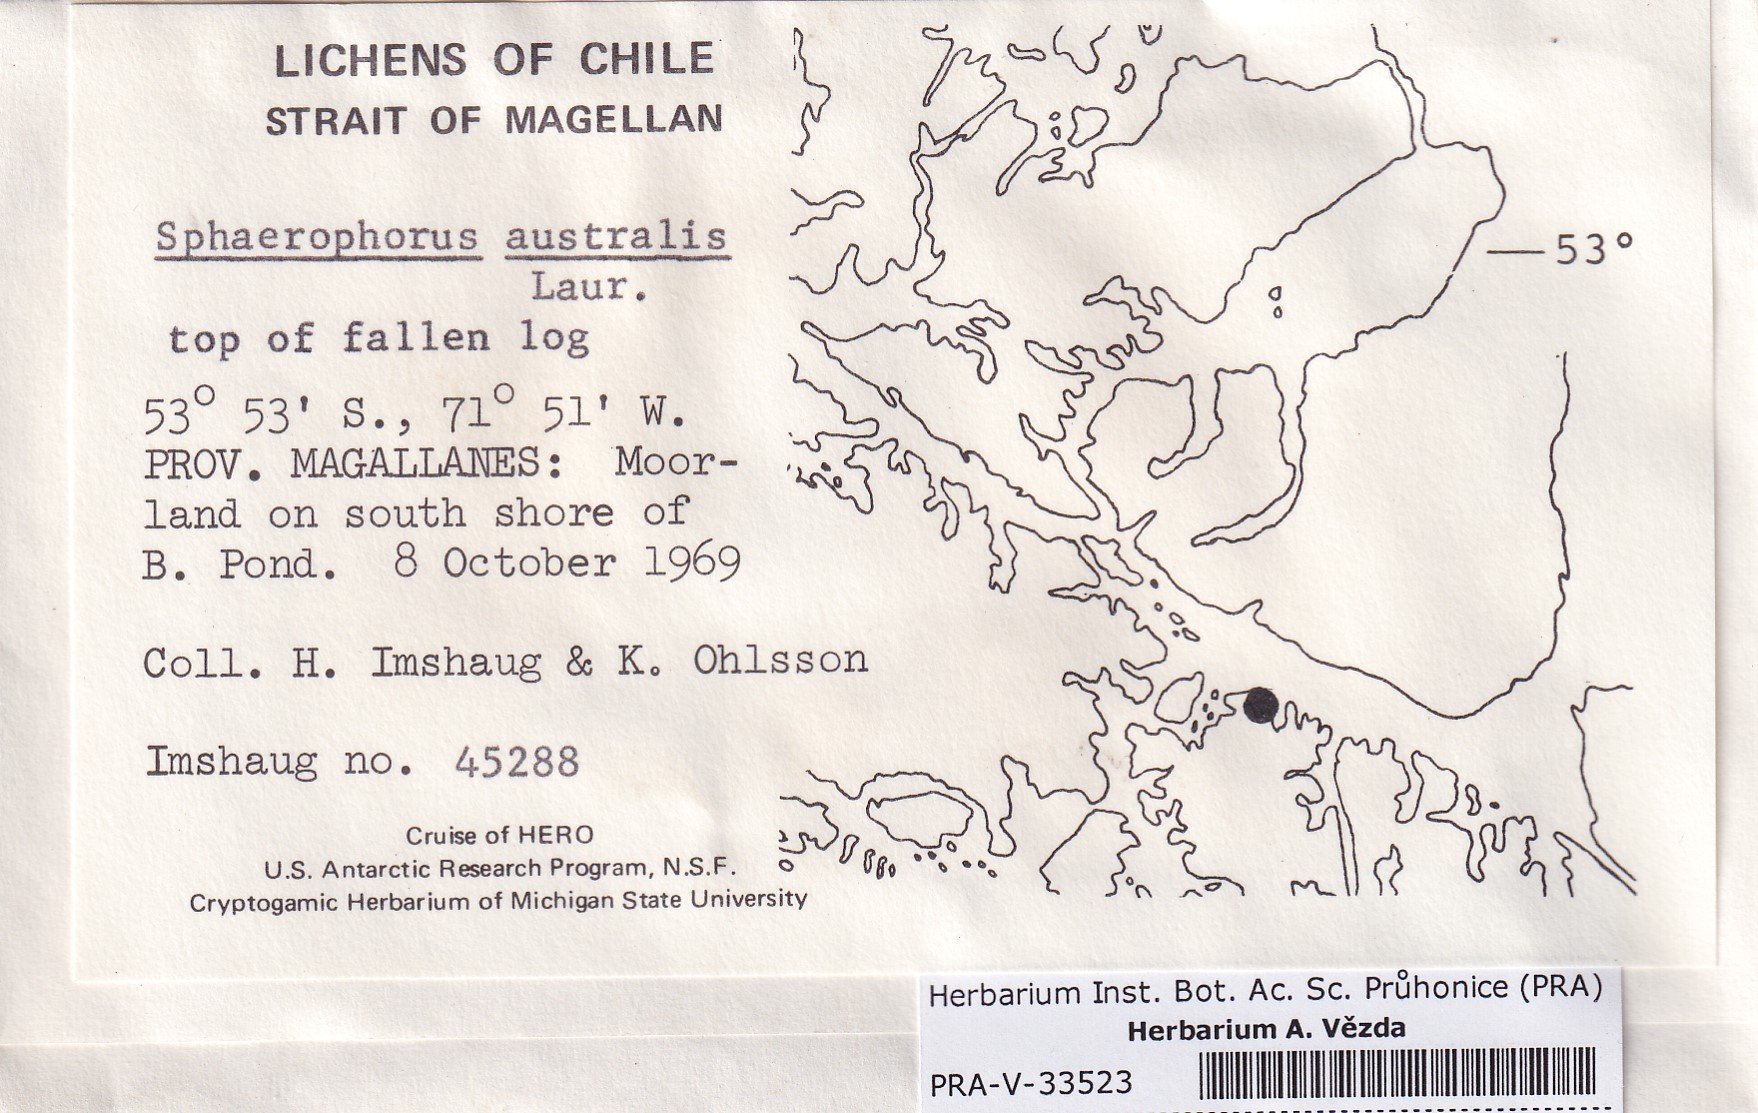 LICHENS OF CHILE
STRAIT OF MAGELLAN
Sphaerophorus australis
Laur.
top of fallen log
53° 53' S., 71° 51' W.
PROV. MAGALLANES: Moor-
land on south shore of
B. Pond. 8 October 1969
Coll. H. Imshaug & K. Ohlsson
Imshaug no. 45288
Cruise of HERO
U.S. Antarctic Research Program, N.S.F.
Cryptogamic Herbarium of Michigan State University
53°
Herbarium Inst. Bot. Ac. Sc. Průhonice (PRA)
Herbarium A. Vězda
PRA-V-33523